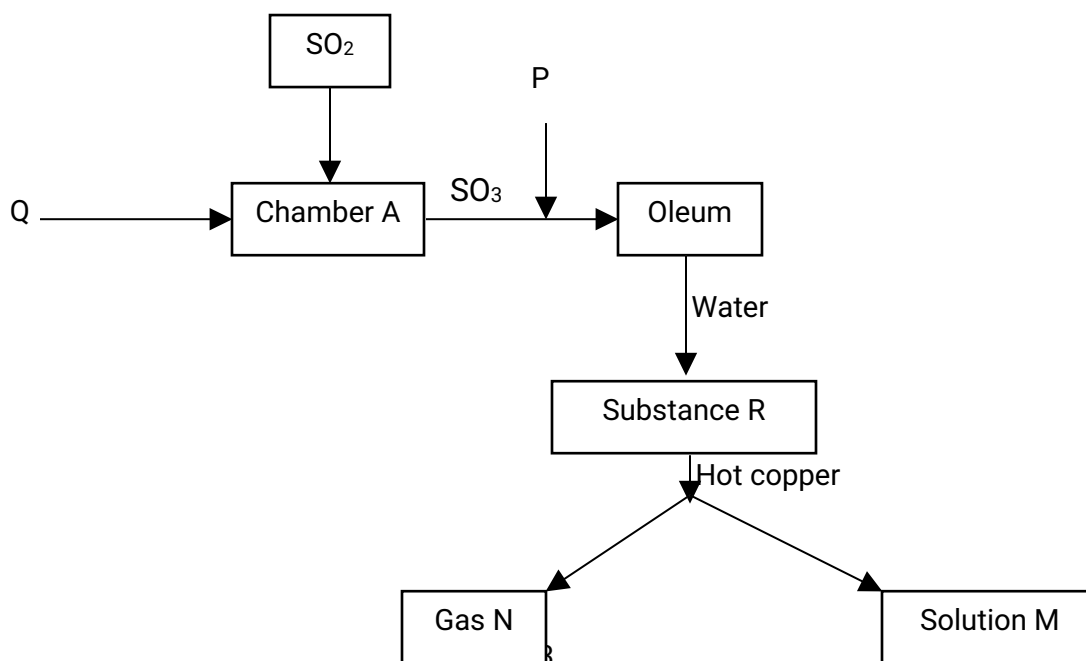 SO₂
P
Q
Chamber A
SO₃
Oleum
Water
Substance R
Hot copper
Gas N
Solution M